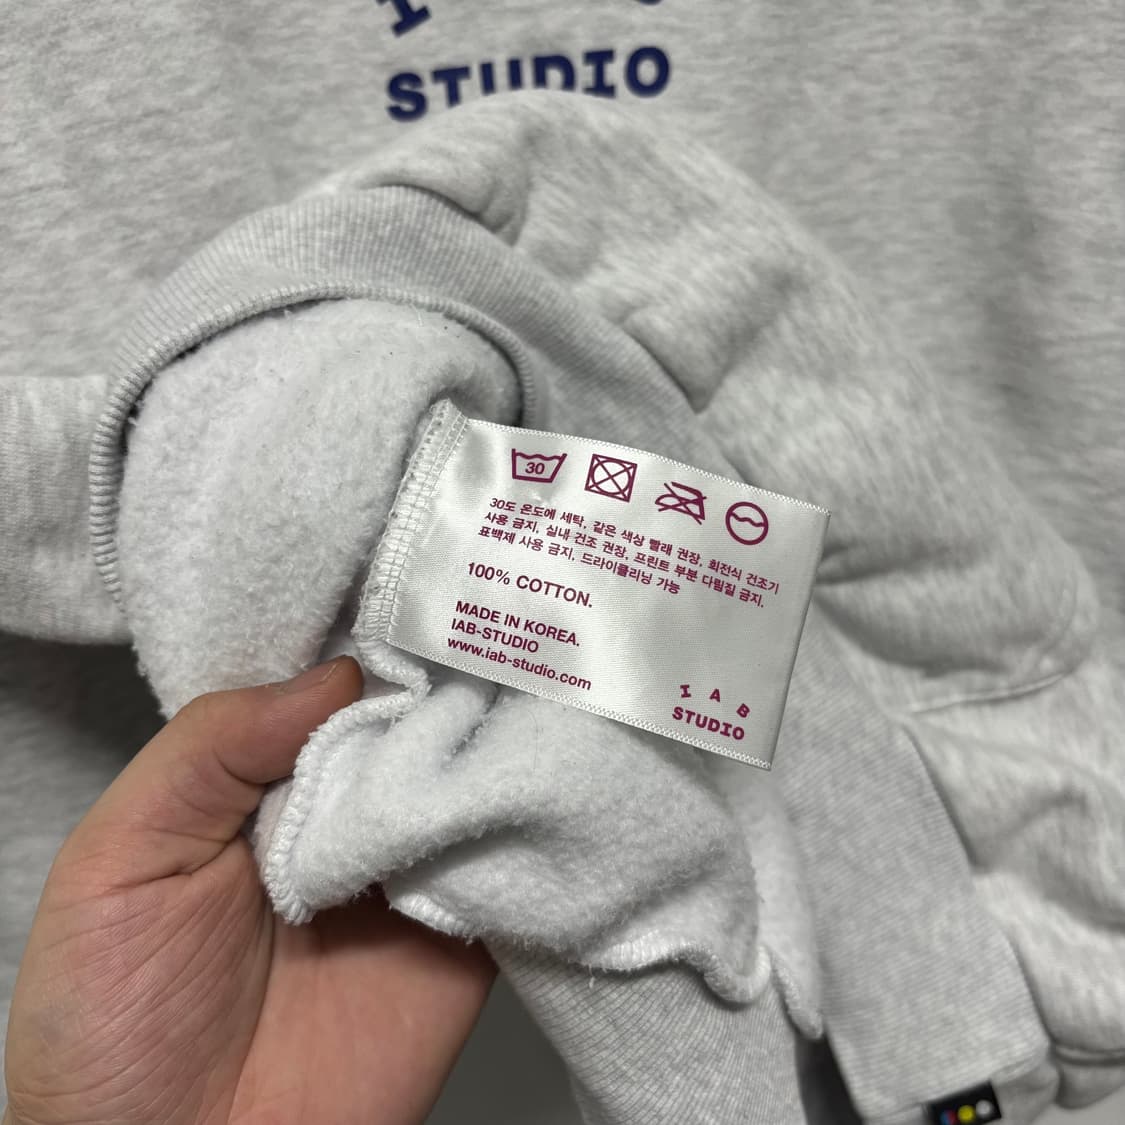 STUDIO
30
30도 온도에 세탁, 같은 색상 빨래 권장, 회전식 건조기
사용 금지, 실내 건조 권장, 프린트 부분 다림질 금지.
표백제 사용 금지, 드라이클리닝 가능
100% COTTON.
MADE IN KOREA.
IAB-STUDIO
www.iab-studio.com
I A B
STUDIO